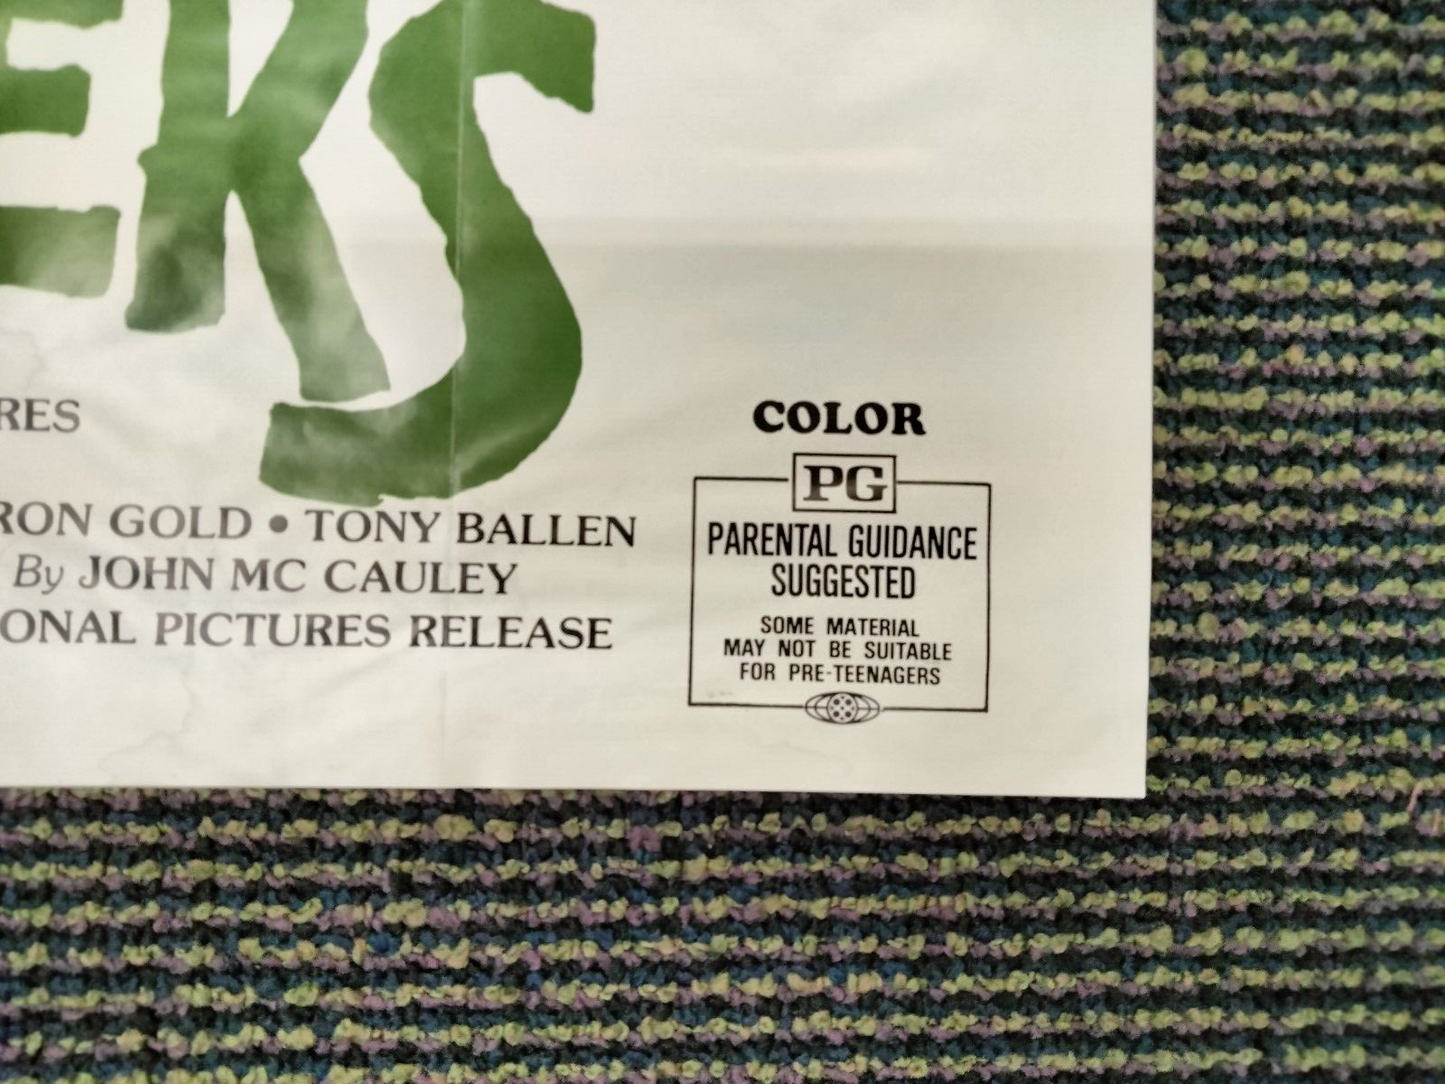 EKS
RES
RON GOLD • TONY BALLEN
By JOHN MC CAULEY
ONAL PICTURES RELEASE
COLOR
PG
PARENTAL GUIDANCE
SUGGESTED
SOME MATERIAL
MAY NOT BE SUITABLE
FOR PRE-TEENAGERS